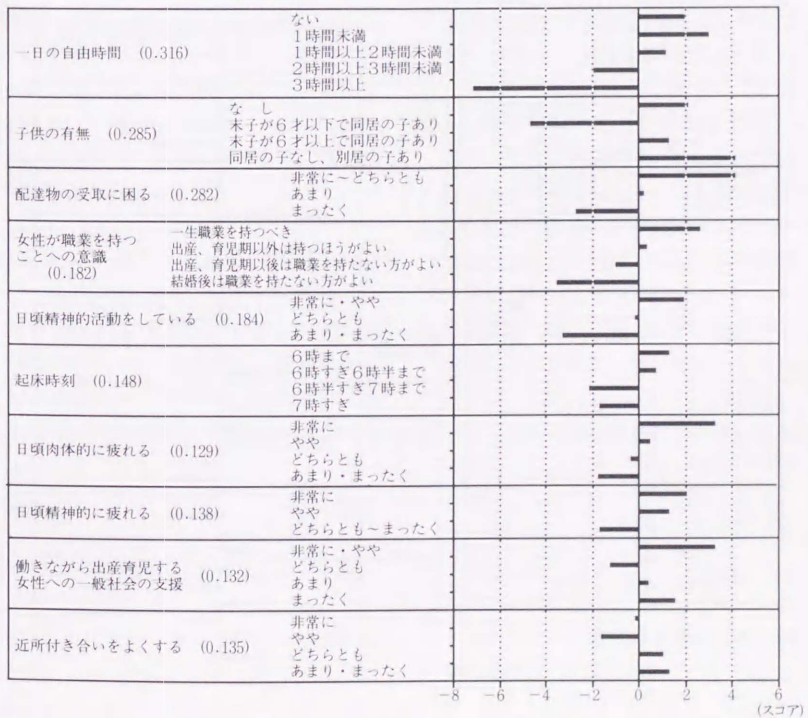 一日の自由時間 (0.316)
ない
1時間未満
1時間以上2時間未満
2時間以上3時間未満
3時間以上
子供の有無 (0.285)
な し
末子が6才以下で同居の子あり
末子が6才以上で同居の子あり
同居の子なし、別居の子あり
配達物の受取に困る (0.282)
非常に~どちらとも
あまり
まったく
女性が職業を持つ
ことへの意識
(0.182)
一生職業を持つべき
出産、育児期以外は持つほうがよい
出産、育児期以後は職業を持たない方がよい
結婚後は職業を持たない方がよい
日頃精神的活動をしている (0.184)
非常に・やや
どちらとも
あまり・まったく
起床時刻 (0.148)
6時まで
6時すぎ6時半まで
6時半すぎ7時まで
7時すぎ
日頃肉体的に疲れる (0.129)
非常に
やや
どちらとも
あまり・まったく
日頃精神的に疲れる (0.138)
非常に
やや
どちらとも~まったく
働きながら出産育児する
女性への一般社会の支援 (0.132)
非常に・やや
どちらとも
あまり
まったく
近所付き合いをよくする (0.135)
非常に
やや
どちらとも
あまり・まったく
-8 -6 -4 -2 0 2 4 6
(スコア)